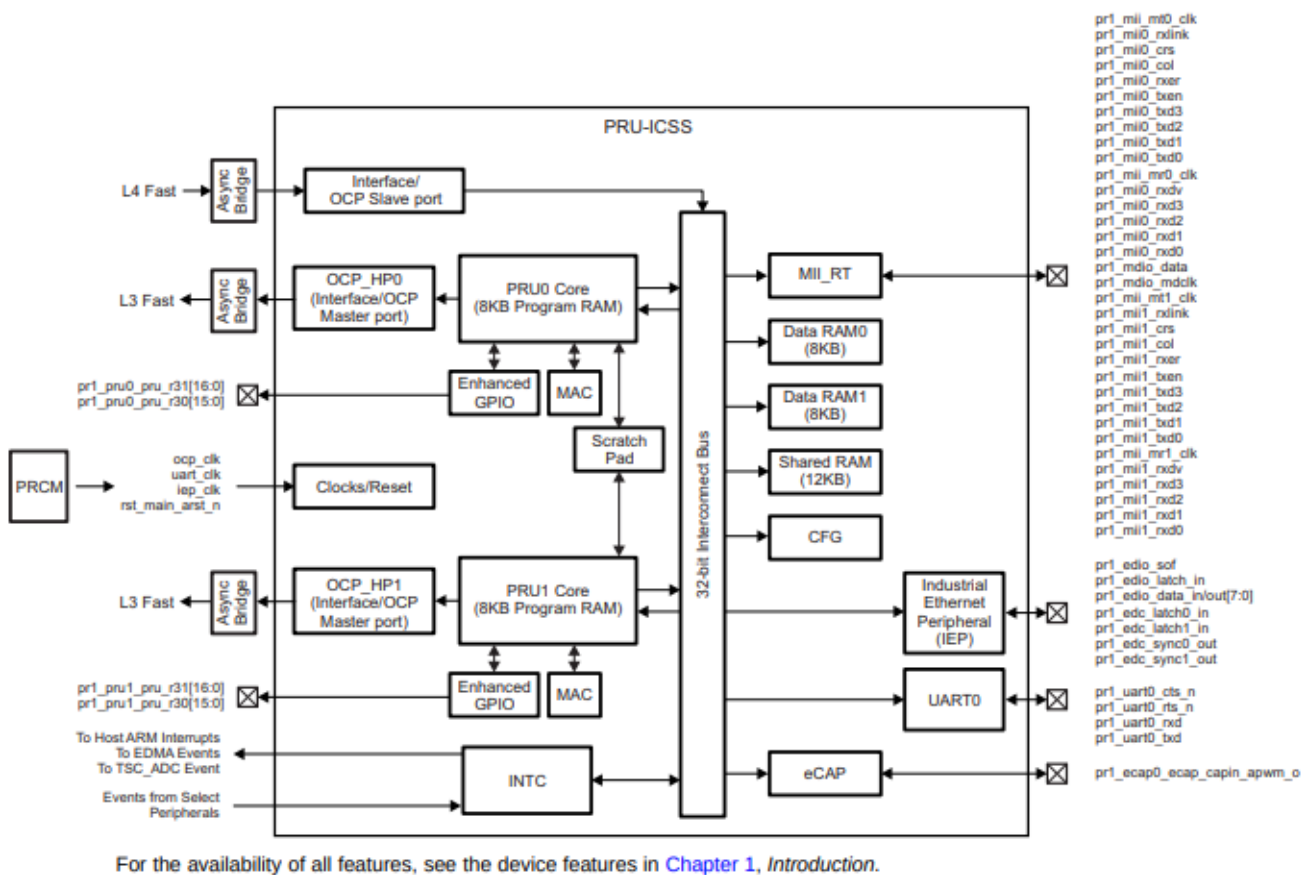 pr1_mii_mt0_clk
pr1_mii0_rxlink
pr1_mii0_crs
pr1_mii0_col
pr1_mii0_rxer
pr1_mii0_txen
pr1_mii0_txd3
pr1_mii0_txd2
pr1_mii0_txd1
pr1_mii0_txd0
pr1_mii_mr0_clk
pr1_mii0_rxdv
pr1_mii0_rxd3
pr1_mii0_rxd2
pr1_mii0_rxd1
pr1_mii0_rxd0
pr1_mdio_data
pr1_mdio_mdclk
pr1_mii_mt1_clk
pr1_mii1_rxlink
pr1_mii1_crs
pr1_mii1_col
pr1_mii1_rxer
pr1_mii1_txen
pr1_mii1_txd3
pr1_mii1_txd2
pr1_mii1_txd1
pr1_mii1_txd0
pr1_mii_mr1_clk
pr1_mii1_rxdv
pr1_mii1_rxd3
pr1_mii1_rxd2
pr1_mii1_rxd1
pr1_mii1_rxd0
PRU-ICSS
L4 Fast
Async
Bridge
Interface/
OCP Slave port
L3 Fast
Async
Bridge
OCP_HP0
(Interface/OCP
Master port)
PRU0 Core
(8KB Program RAM)
pr1_pru0_pru_r31[16:0]
pr1_pru0_pru_r30[15:0]
Enhanced
GPIO
MAC
Scratch
Pad
PRCM
ocp_clk
uart_clk
iep_clk
rst_main_arst_n
Clocks/Reset
L3 Fast
Async
Bridge
OCP_HP1
(Interface/OCP
Master port)
PRU1 Core
(8KB Program RAM)
pr1_pru1_pru_r31[16:0]
pr1_pru1_pru_r30[15:0]
Enhanced
GPIO
MAC
To Host ARM Interrupts
To EDMA Events
To TSC_ADC Event
Events from Select
Peripherals
INTC
32-bit Interconnect Bus
MII_RT
Data RAM0
(8KB)
Data RAM1
(8KB)
Shared RAM
(12KB)
CFG
Industrial
Ethernet
Peripheral
(IEP)
pr1_edio_sof
pr1_edio_latch_in
pr1_edio_data_in/out[7:0]
pr1_edc_latch0_in
pr1_edc_latch1_in
pr1_edc_sync0_out
pr1_edc_sync1_out
UART0
pr1_uart0_cts_n
pr1_uart0_rts_n
pr1_uart0_rxd
pr1_uart0_txd
eCAP
pr1_ecap0_ecap_capin_apwm_o
For the availability of all features, see the device features in Chapter 1, Introduction.